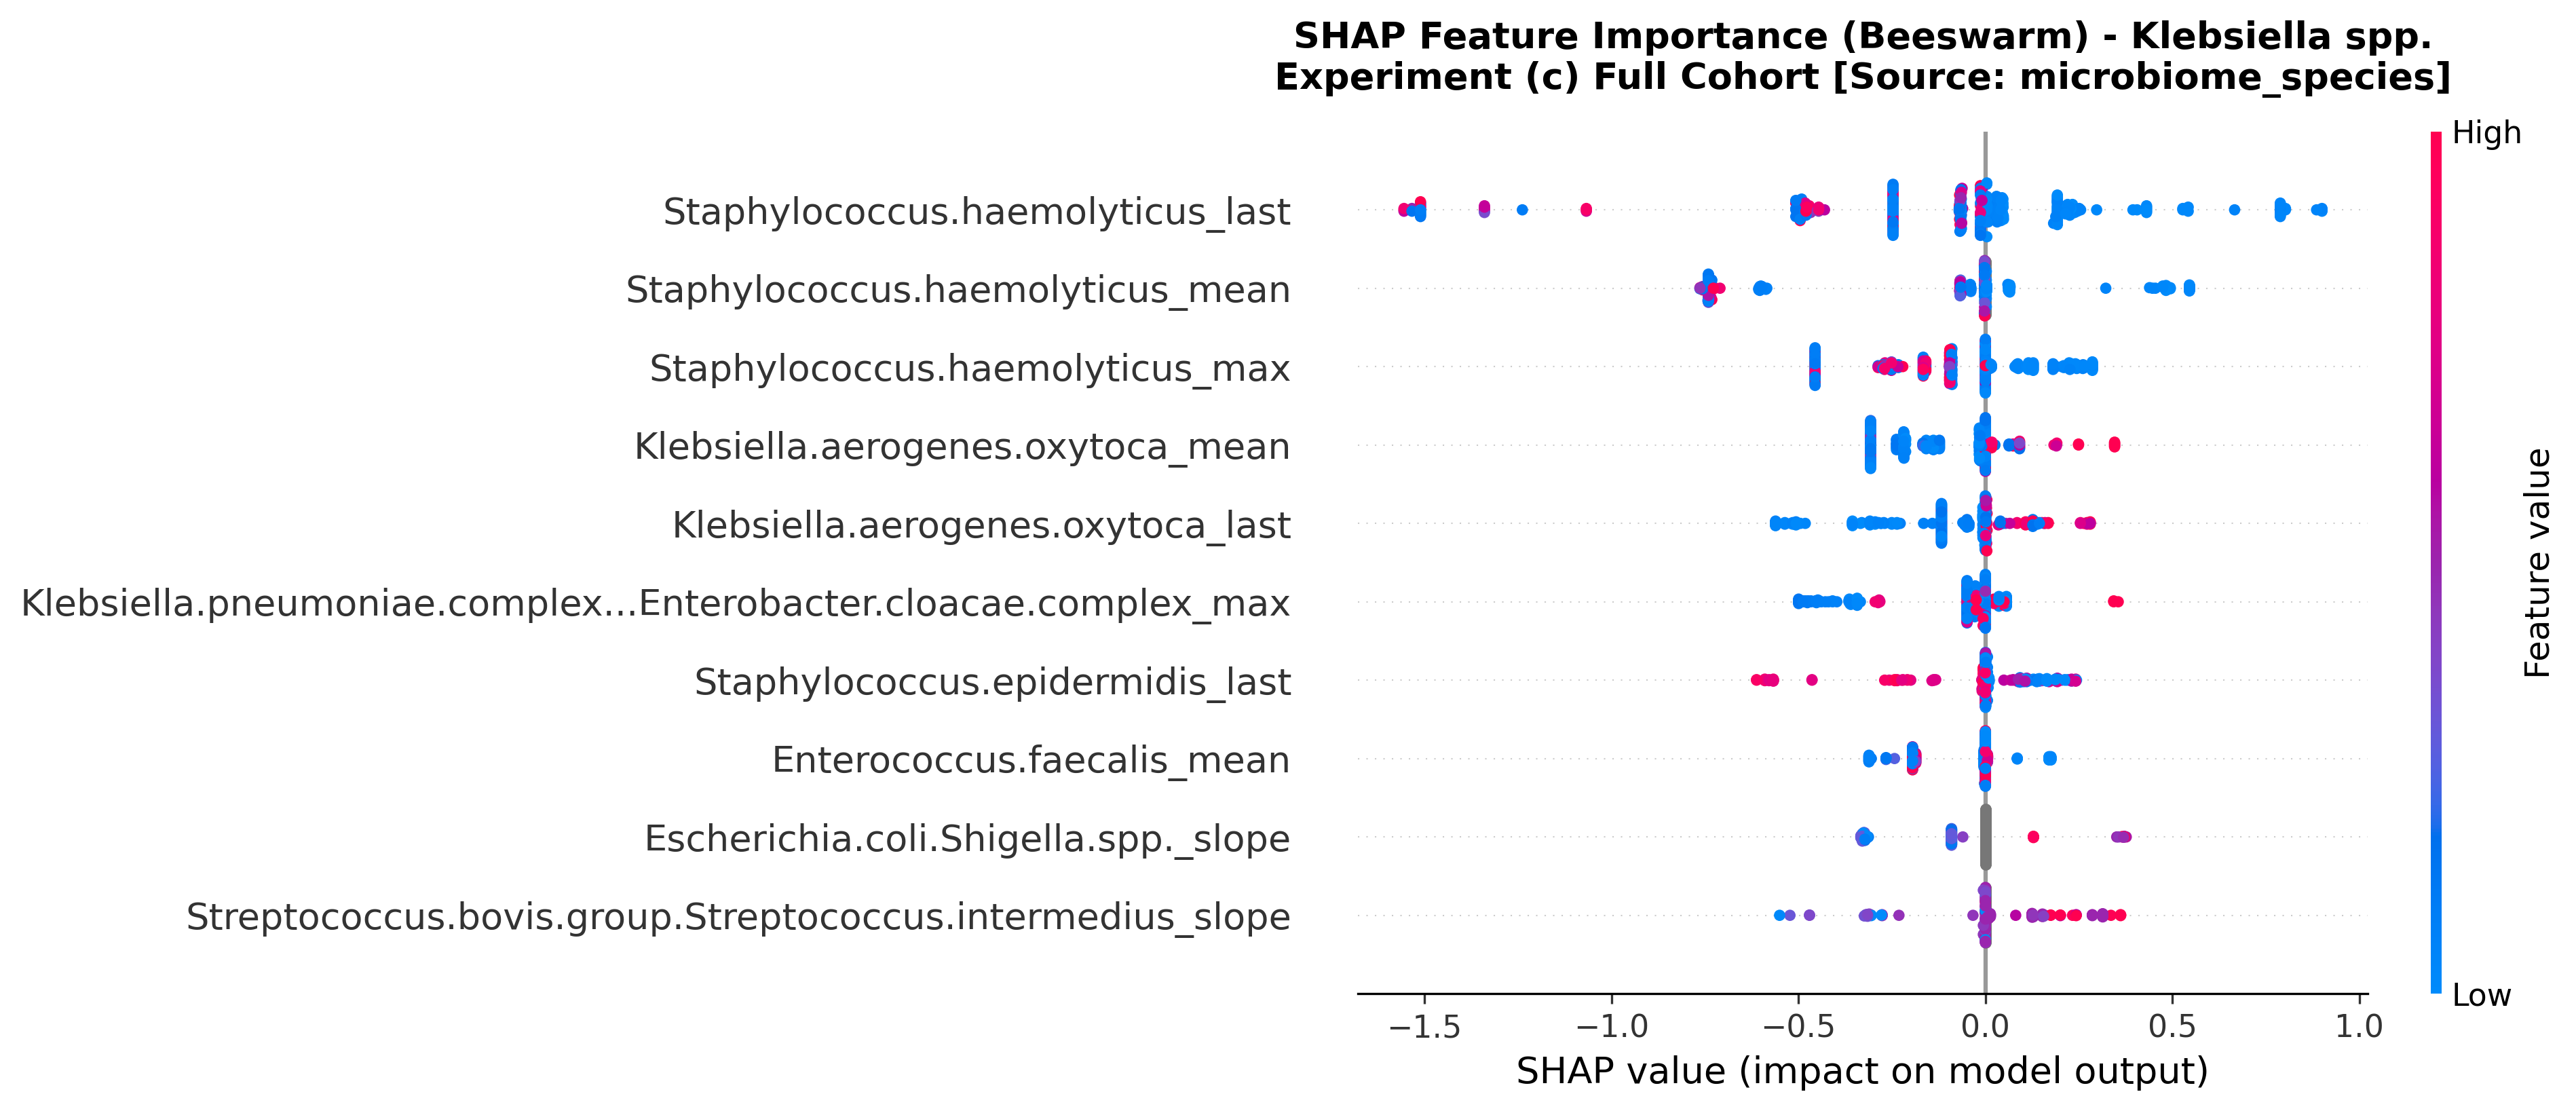 SHAP Feature Importance (Beeswarm) - Klebsiella spp.
Experiment (c) Full Cohort [Source: microbiome_species]
High
Staphylococcus.haemolyticus_last
Staphylococcus.haemolyticus_mean
Staphylococcus.haemolyticus_max
Klebsiella.aerogenes.oxytoca_mean
Klebsiella.aerogenes.oxytoca_last
Klebsiella.pneumoniae.complex...Enterobacter.cloacae.complex_max
Staphylococcus.epidermidis_last
Enterococcus.faecalis_mean
Escherichia.coli.Shigella.spp._slope
Streptococcus.bovis.group.Streptococcus.intermedius_slope
Feature value
Low
−1.5 −1.0 −0.5 0.0 0.5 1.0
SHAP value (impact on model output)